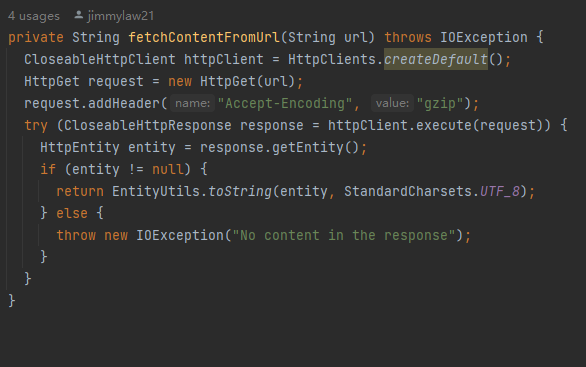 4 usages jimmylaw21
private String fetchContentFromUrl(String url) throws IOException {
CloseableHttpClient httpClient = HttpClients.createDefault();
HttpGet request = new HttpGet(url);
request.addHeader( name: "Accept-Encoding", value: "gzip");
try (CloseableHttpResponse response = httpClient.execute(request)) {
HttpEntity entity = response.getEntity();
if (entity != null) {
return EntityUtils.toString(entity, StandardCharsets.UTF_8);
} else {
throw new IOException("No content in the response");
}
}
}